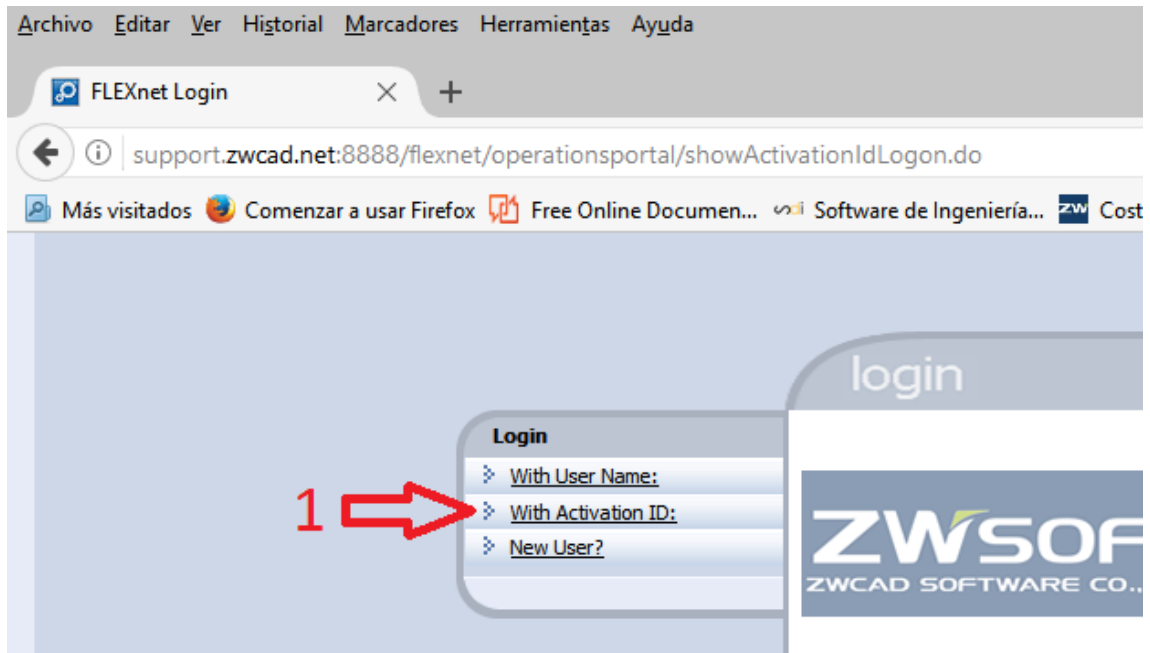 Archivo Editar Ver Historial Marcadores Herramientas Ayuda
FLEXnet Login
support.zwcad.net:8888/flexnet/operationsportal/showActivationIdLogon.do
Más visitados Comenzar a usar Firefox Free Online Documen... Software de Ingeniería... ZW Cost
login
Login
With User Name:
1 With Activation ID:
New User?
ZWSOF
ZWCAD SOFTWARE CO.,